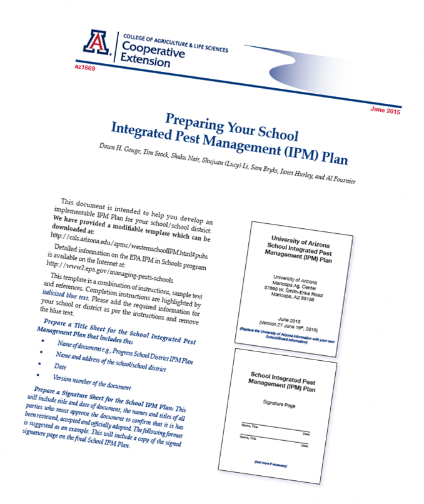 A
COLLEGE OF AGRICULTURE & LIFE SCIENCES
Cooperative
Extension
az1669
June 2015
Preparing Your School
Integrated Pest Management (IPM) Plan
Dawn H. Gouge, Tim Stock, Shaku Nair, Shujuan (Lucy) Li, Sam Bryks, Janet Hurley, and Al Fournier
This document is intended to help you develop an
implementable IPM Plan for your school/school district.
We have provided a modifiable template which can be
downloaded at:
http://cals.arizona.edu/apmc/westernschoolIPM.html#pubs
Detailed information on the EPA IPM in Schools program
is available on the Internet at:
http://www2.epa.gov/managing-pests-schools
This template is a combination of instructions, sample text
and references. Completion instructions are highlighted by
italicized blue text. Please add the required information for
your school or district as per the instructions and remove
the blue text.
Prepare a Title Sheet for the School Integrated Pest
Management Plan that includes the:
• Name of document e.g., Progress School District IPM Plan
• Name and address of the school/school district
• Date
• Version number of the document
Prepare a Signature Sheet for the School IPM Plan: This
will include title and date of document, the names and titles of all
parties who must approve the document to confirm that it is has
been reviewed, accepted and officially adopted. The following format
is suggested as an example. This will include a copy of the signed
signature page on the final School IPM Plan.
University of Arizona
School Integrated Pest
Management (IPM) Plan
University of Arizona
Maricopa Ag. Center
37860 W. Smith-Enke Road
Maricopa, AZ 85138
June 2015
(Replace the University of Arizona information with your own
School/District information)
School Integrated Pest
Management (IPM) Plan
Signature Page
Name, Title
Date
Name, Title
Date
(Add more if necessary)